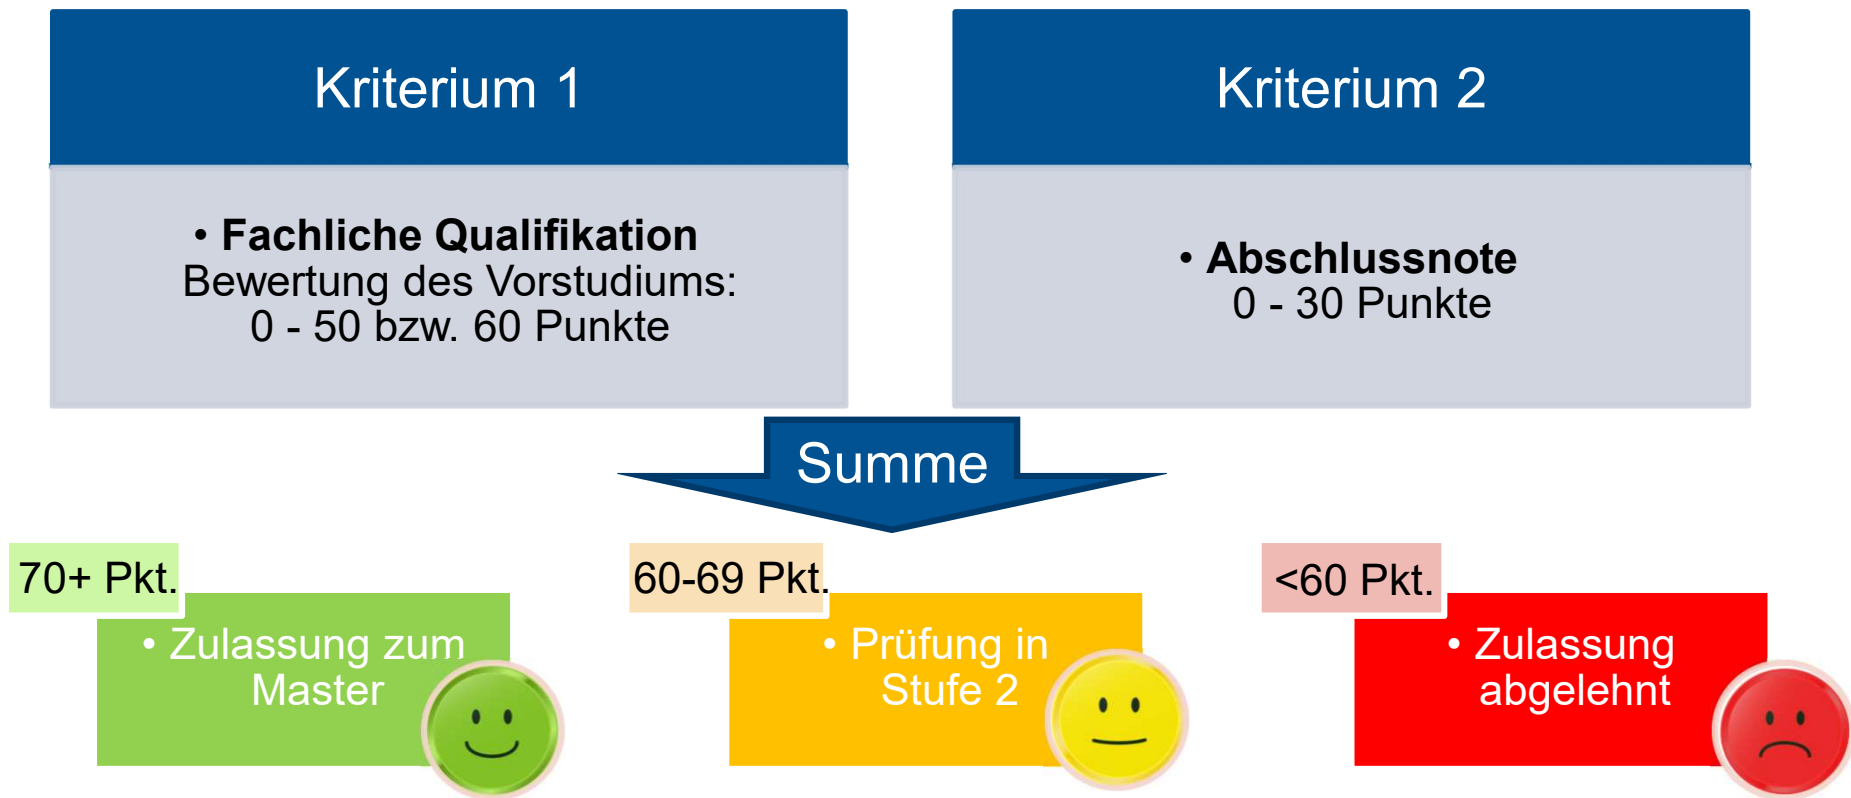 Kriterium 1
• Fachliche Qualifikation
Bewertung des Vorstudiums:
0 - 50 bzw. 60 Punkte
Kriterium 2
• Abschlussnote
0 - 30 Punkte
Summe
70+ Pkt.
• Zulassung zum
Master
60-69 Pkt.
• Prüfung in
Stufe 2
<60 Pkt.
• Zulassung
abgelehnt